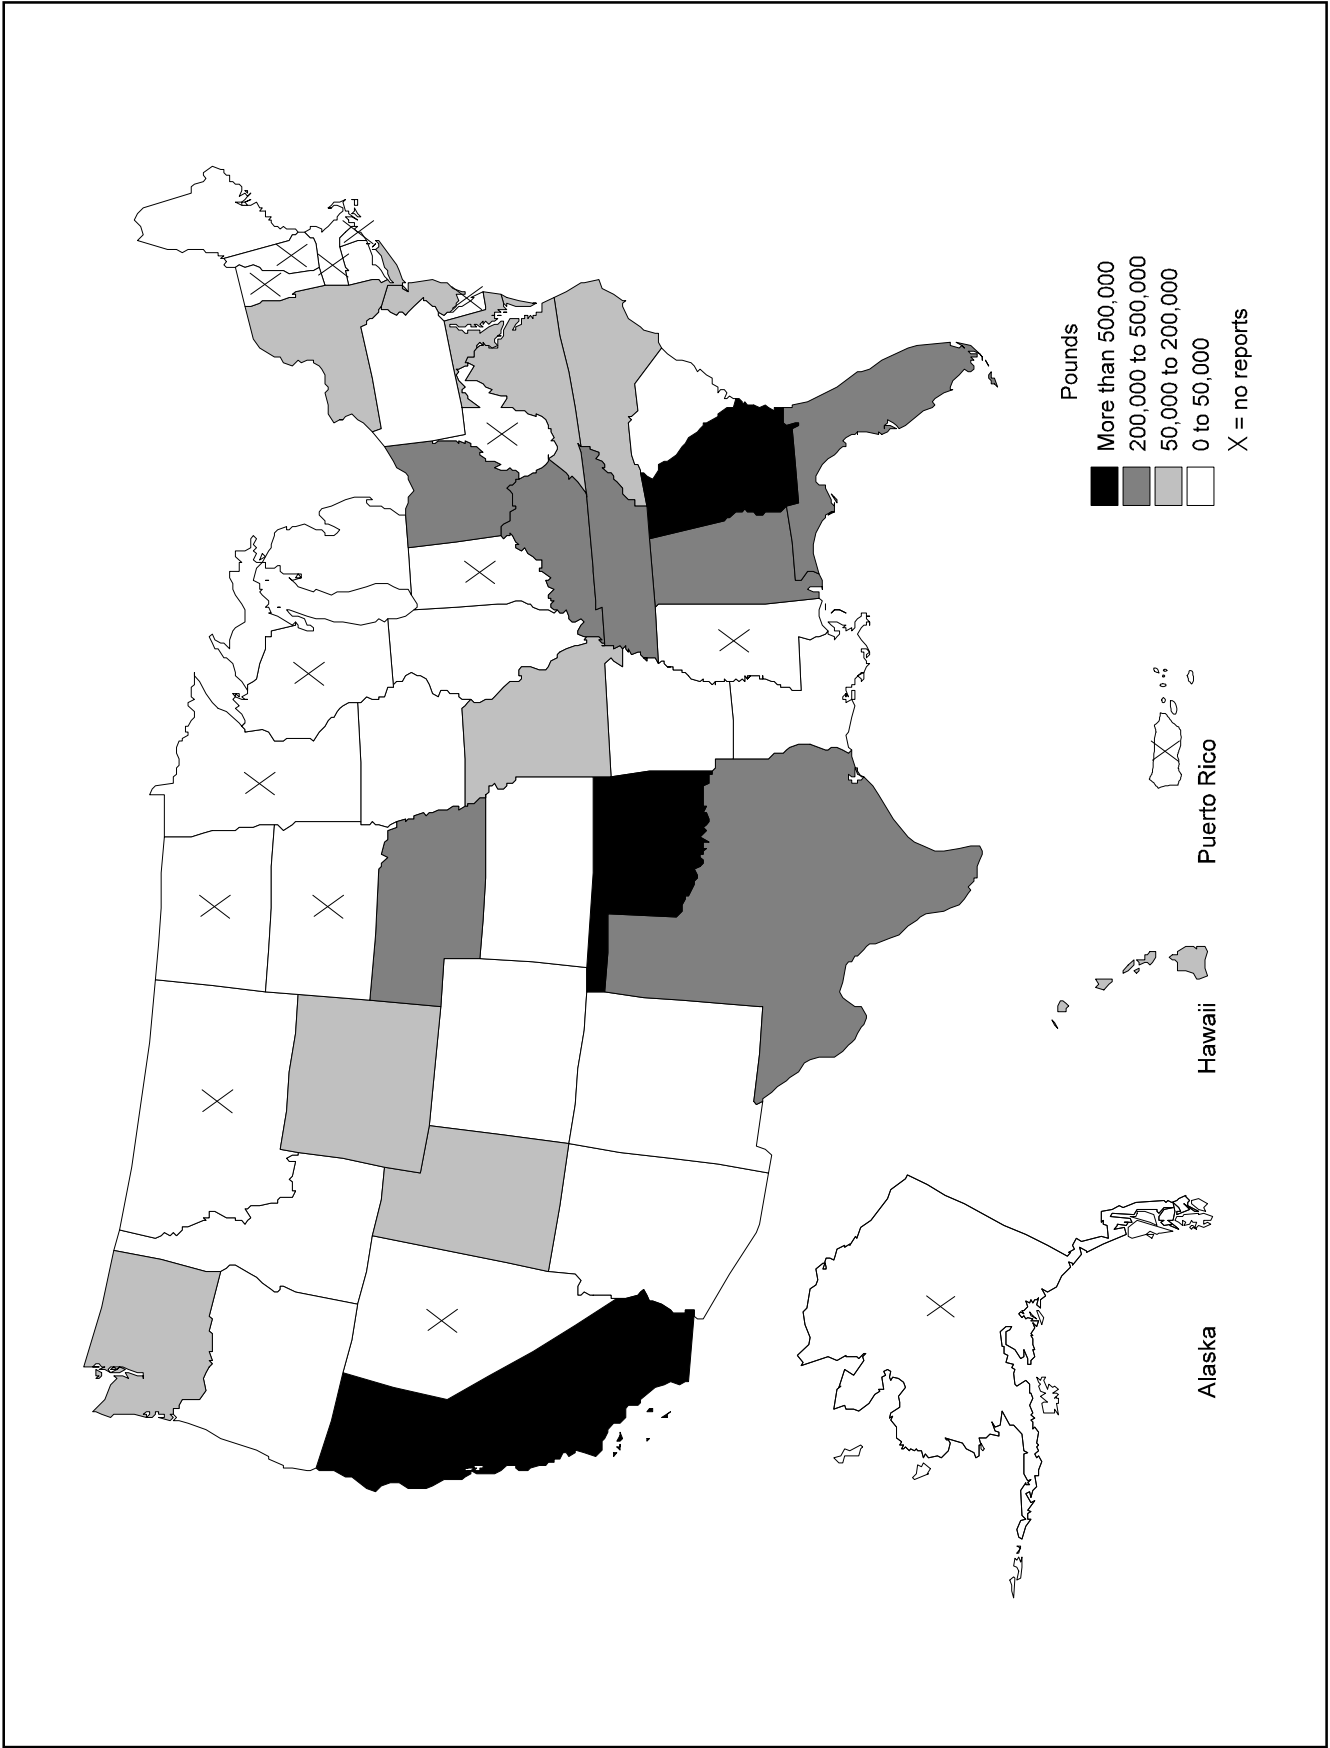 Pounds
More than 500,000
200,000 to 500,000
50,000 to 200,000
0 to 50,000
X = no reports
Alaska
Hawaii
Puerto Rico